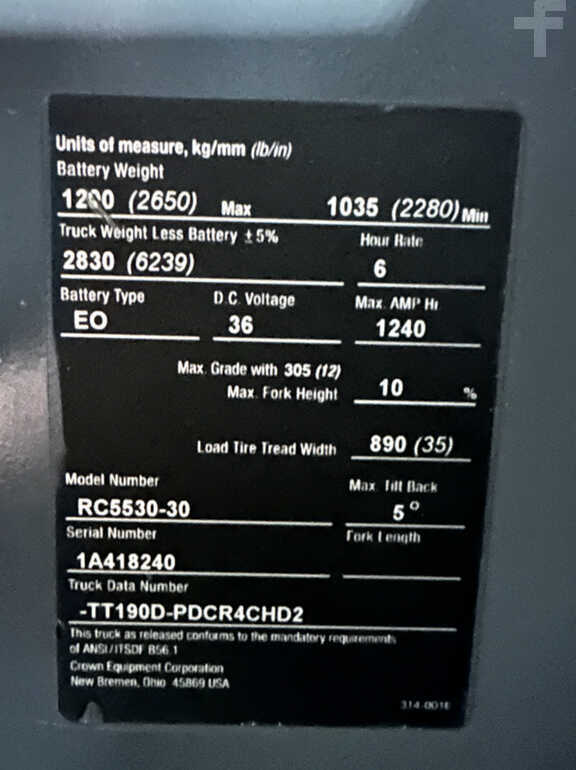 f
Units of measure, kg/mm (lb/in)
Battery Weight
1200 (2650) Max 1035 (2280) Min
Truck Weight Less Battery ±5% Hour Rate
2830 (6239) 6
Battery Type D.C. Voltage Max. AMP Hr
EO 36 1240
Max. Grade with 305 (12)
Max. Fork Height 10 %
Load Tire Tread Width 890 (35)
Model Number Max. Tilt Back
RC5530-30 5°
Serial Number Fork Length
1A418240
Truck Data Number
-TT190D-PDCR4CHD2
This truck as released conforms to the mandatory requirements
of ANSI/ITSDF B56.1
Crown Equipment Corporation
New Bremen, Ohio 45869 USA
314-001E